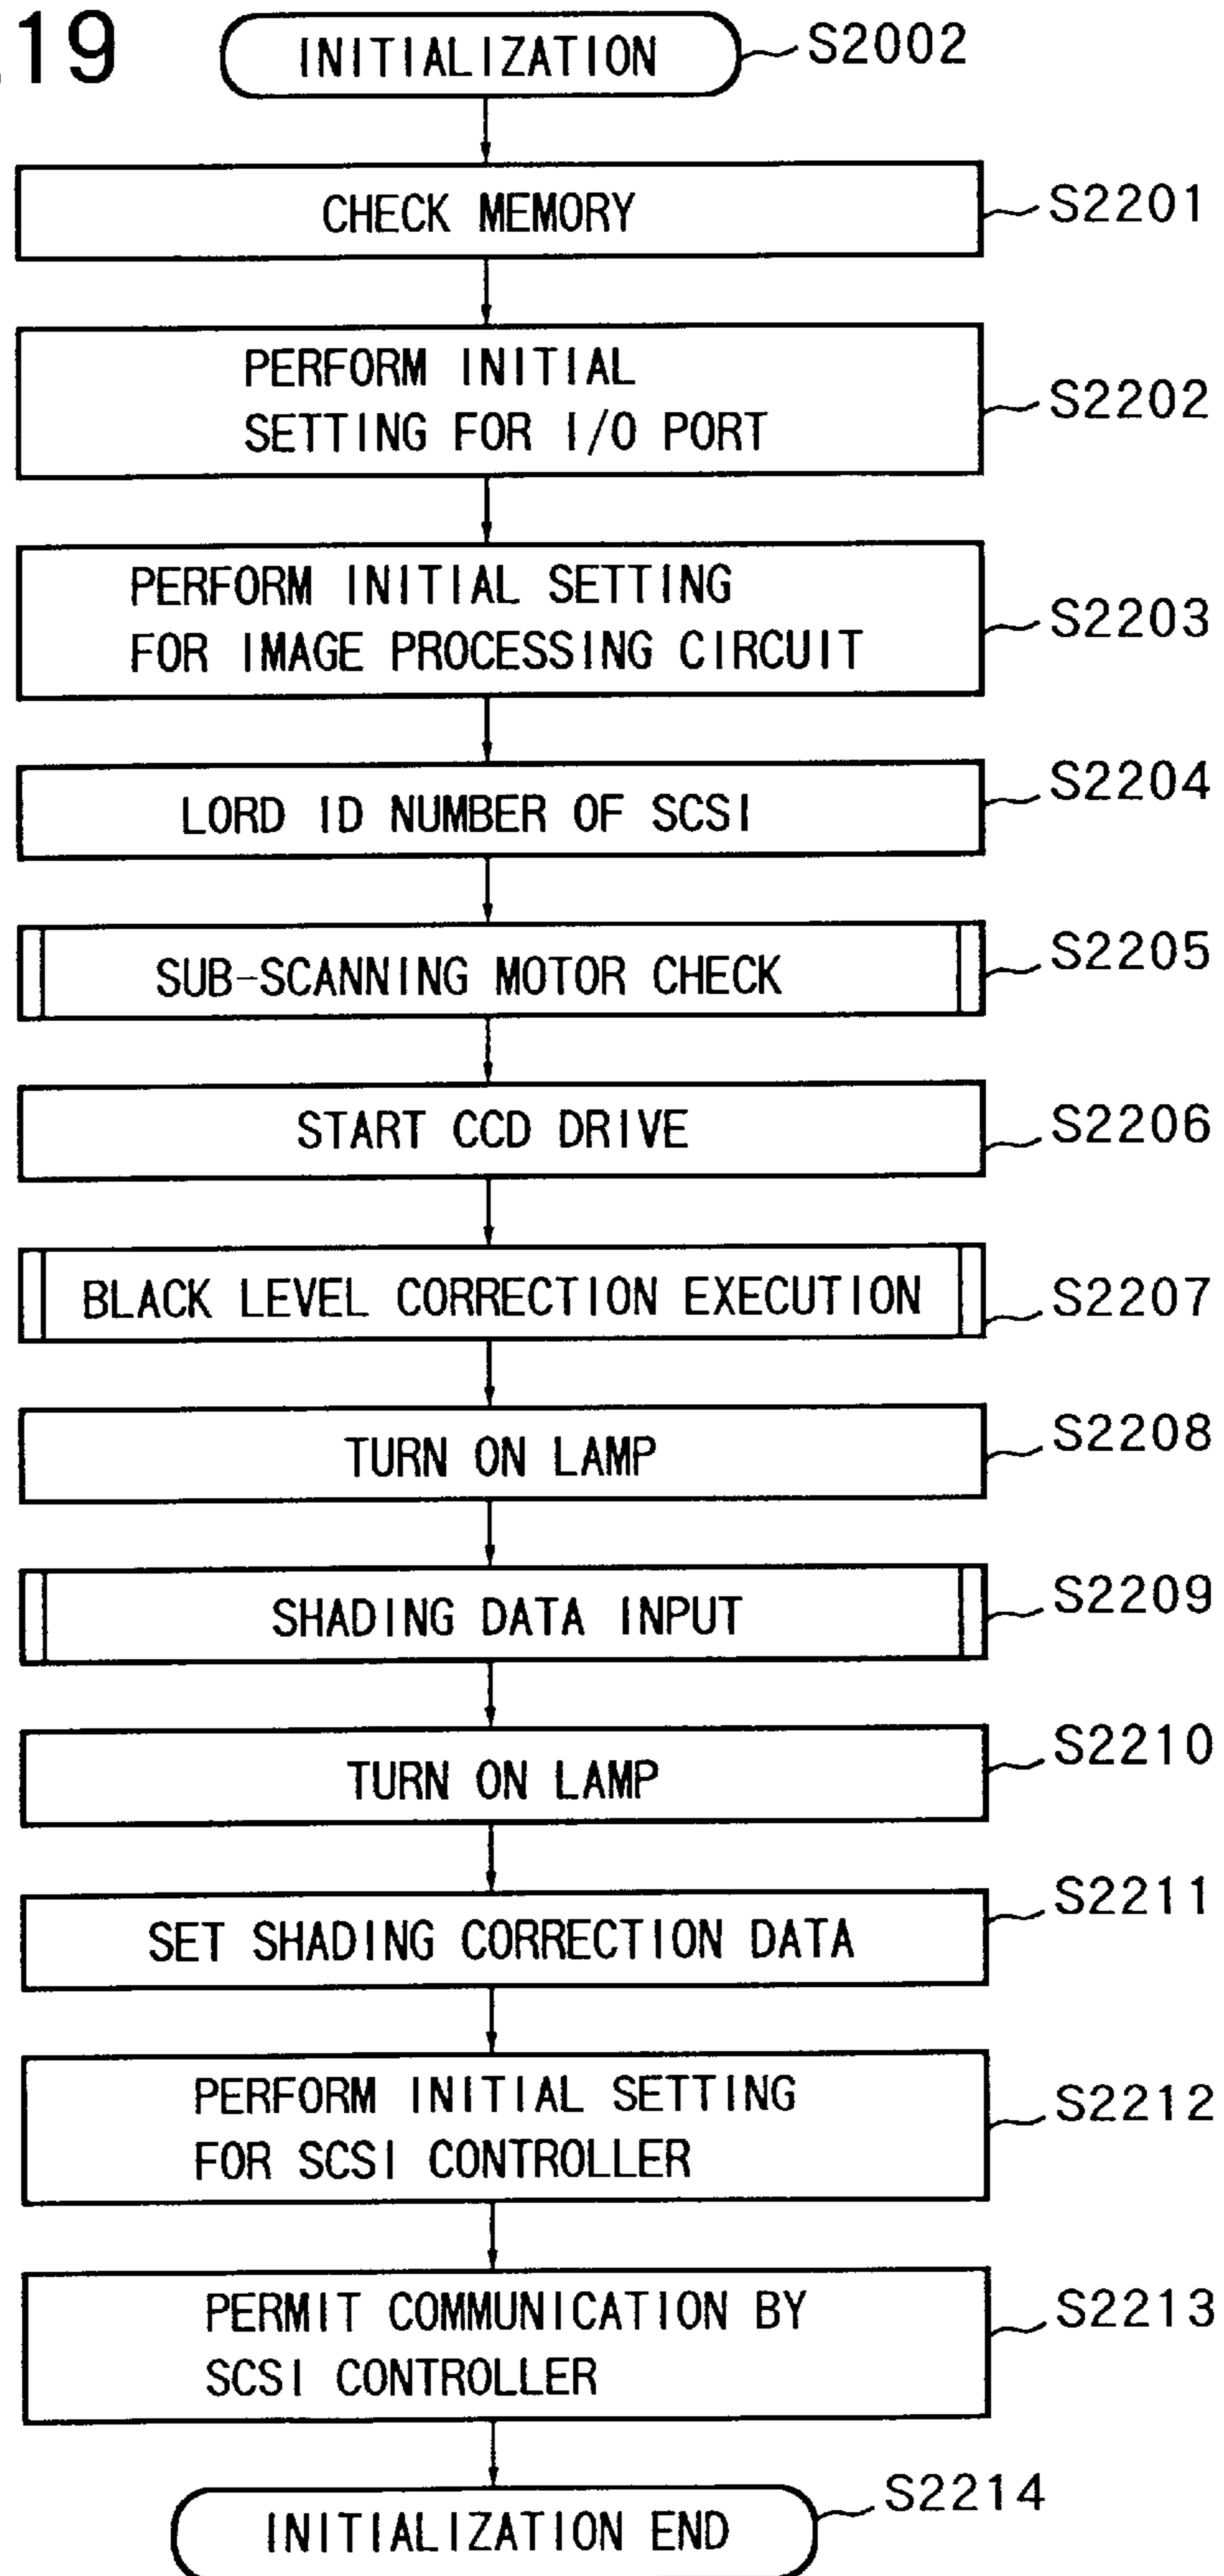 19
INITIALIZATION
S2002
CHECK MEMORY
S2201
PERFORM INITIAL
SETTING FOR I/O PORT
S2202
PERFORM INITIAL SETTING
FOR IMAGE PROCESSING CIRCUIT
S2203
LORD ID NUMBER OF SCSI
S2204
SUB-SCANNING MOTOR CHECK
S2205
START CCD DRIVE
S2206
BLACK LEVEL CORRECTION EXECUTION
S2207
TURN ON LAMP
S2208
SHADING DATA INPUT
S2209
TURN ON LAMP
S2210
SET SHADING CORRECTION DATA
S2211
PERFORM INITIAL SETTING
FOR SCSI CONTROLLER
S2212
PERMIT COMMUNICATION BY
SCSI CONTROLLER
S2213
INITIALIZATION END
S2214